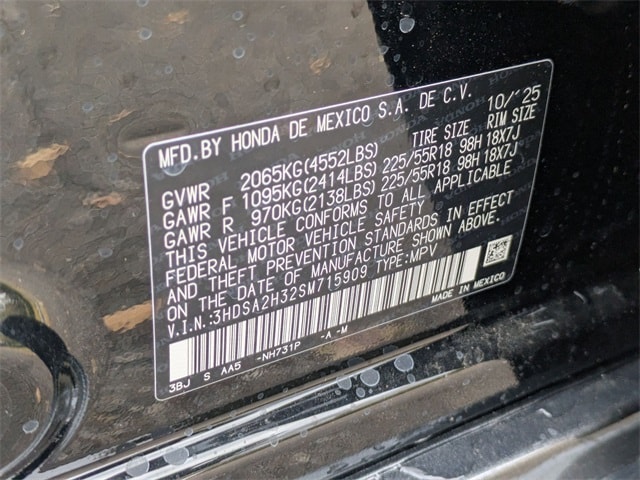 MFD.BY HONDA DE MEXICO S.A. DE C.V. 10/'25
GVWR 2065KG(4552LBS) TIRE SIZE RIM SIZE
GAWR F 1095KG(2414LBS) 225/55R18 98H 18X7J
GAWR R 970KG(2138LBS) 225/55R18 98H 18X7J
THIS VEHICLE CONFORMS TO ALL APPLICABLE
FEDERAL MOTOR VEHICLE SAFETY
AND THEFT PREVENTION STANDARDS IN EFFECT
ON THE DATE OF MANUFACTURE SHOWN ABOVE.
V.I.N.:3HDSA2H32SM715909 TYPE:MPV
MADE IN MEXICO
3BJ S AA5 -NH731P -A -M